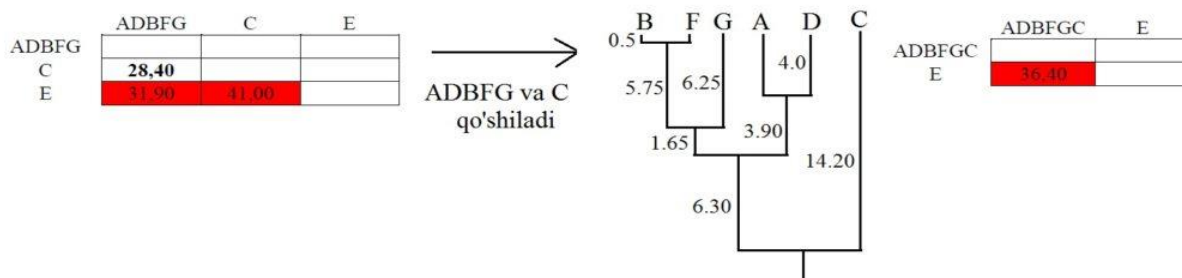 ADBFG C E
ADBFG
C 28,40
E 31,90 41,00
ADBFG va C
qo'shiladi
B F G A D C
0.5
5.75
6.25
4.0
1.65
3.90
14.20
6.30
ADBFGC E
ADBFGC
E 36,40